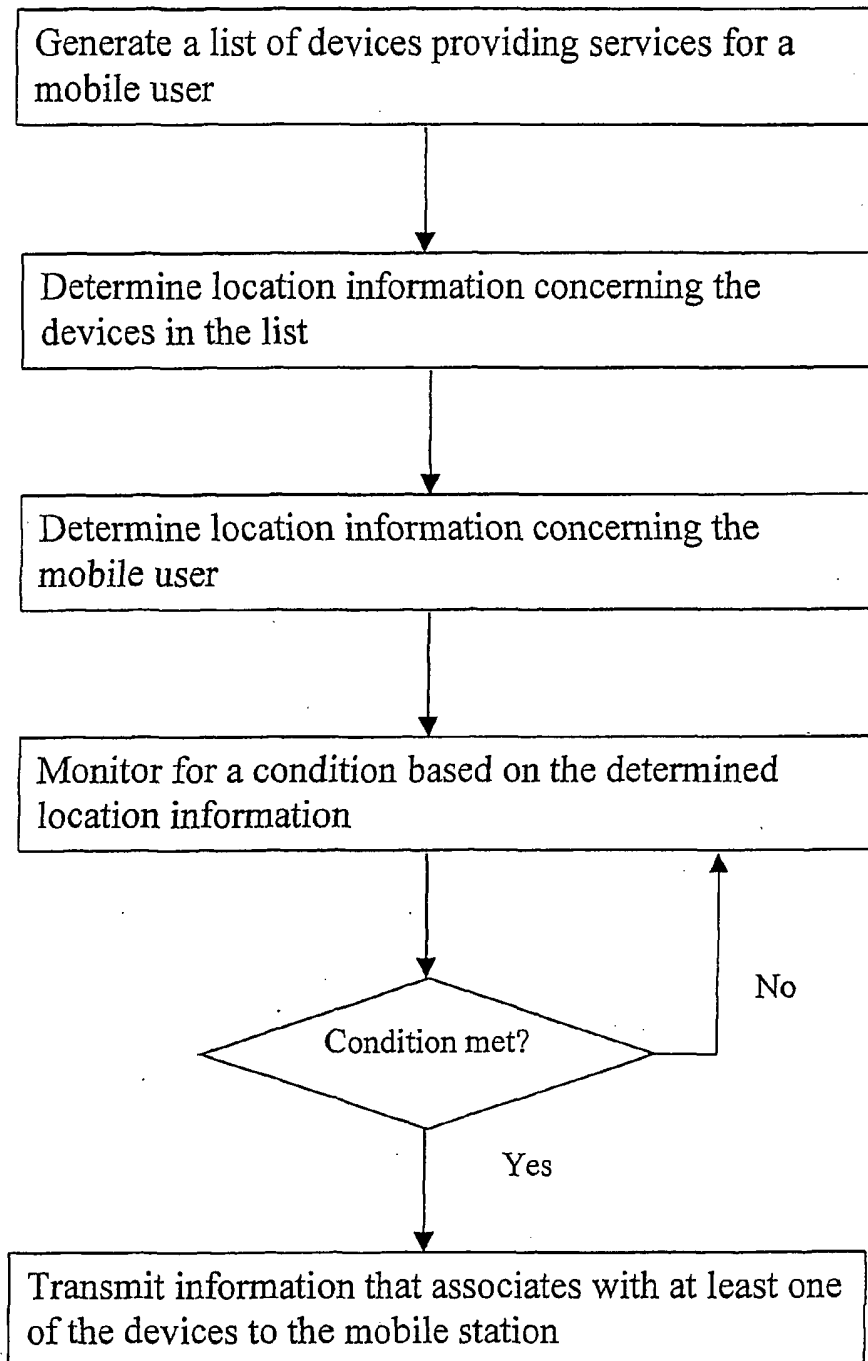 Generate a list of devices providing services for a
mobile user
Determine location information concerning the
devices in the list
Determine location information concerning the
mobile user
Monitor for a condition based on the determined
location information
No
Condition met?
Yes
Transmit information that associates with at least one
of the devices to the mobile station